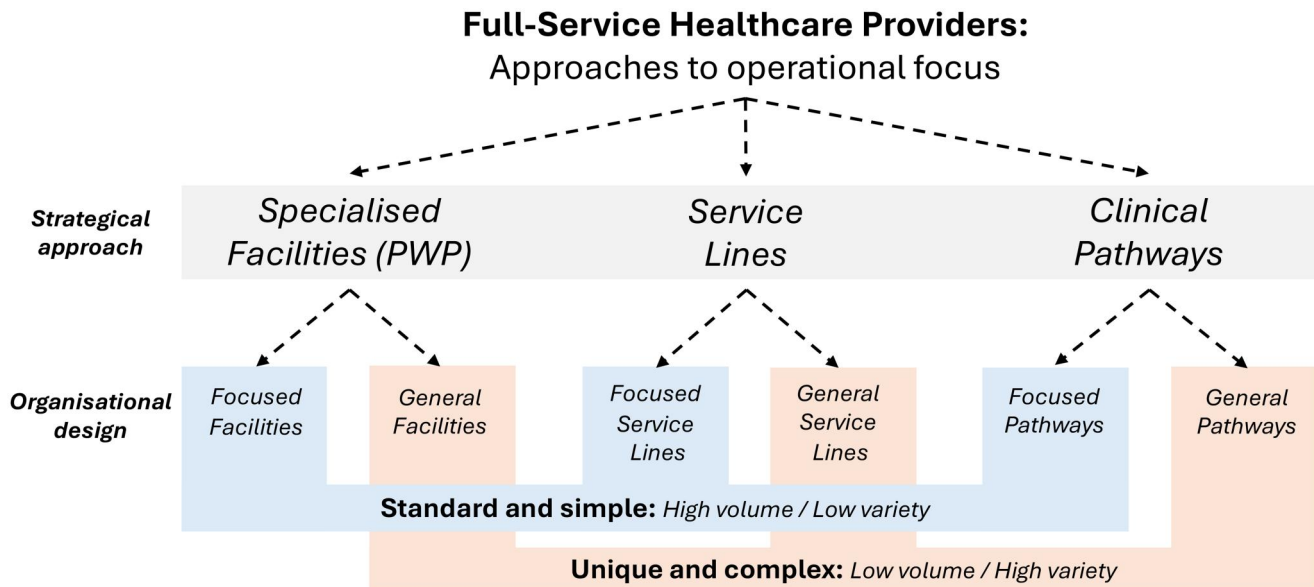 Full-Service Healthcare Providers:
Approaches to operational focus
Strategical
approach
Specialised
Facilities (PWP)
Service
Lines
Clinical
Pathways
Organisational
design
Focused
Facilities
General
Facilities
Focused
Service
Lines
General
Service
Lines
Focused
Pathways
General
Pathways
Standard and simple: High volume / Low variety
Unique and complex: Low volume / High variety